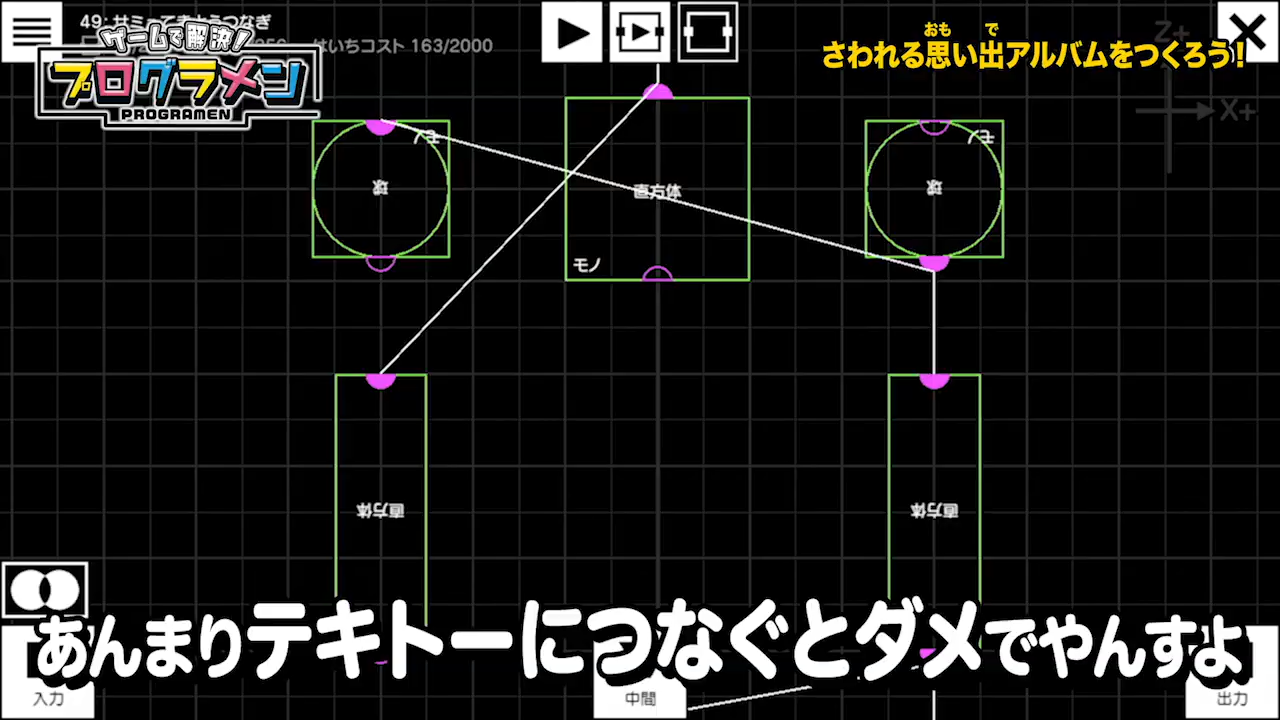 ゲームで解決!
プログラメン
PROGRAMEN
はいちコスト 163/2000
さわれる思い出アルバムをつくろう!
おも で
Z+
X+
モノ
球
直方体
モノ
モノ
球
直方体
直方体
あんまりテキトーにつなぐとダメでやんすよ
入力
中間
出力